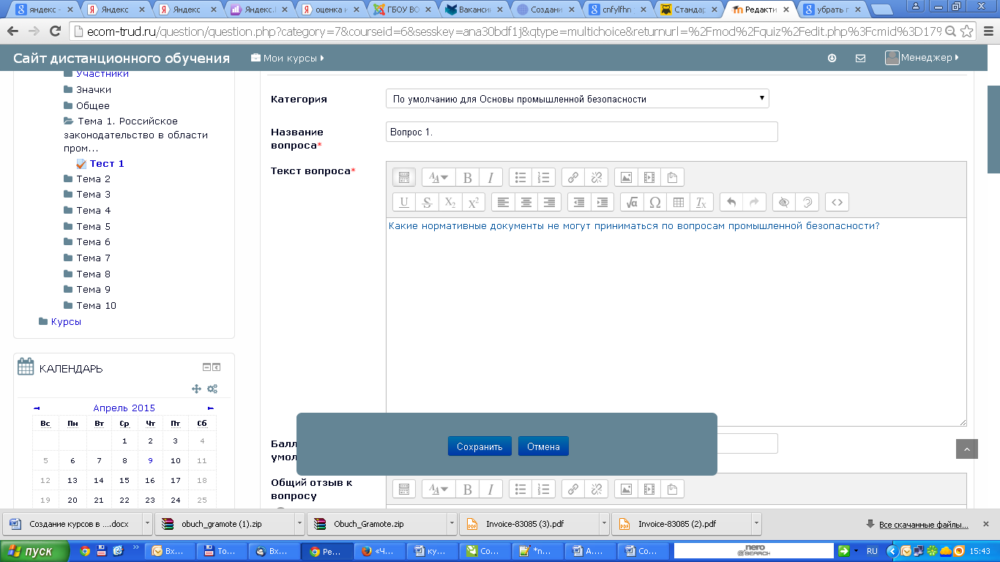 яндекс -
Яндекс
Яндекс
Яндекс.
оценка и
ГБОУ ВО
Ваканси
Создани
cnfylfhn
Стандар
Редакти
убрать г
ecom-trud.ru/question/question.php?category=7&courseid=6&sesskey=ana30bdf1j&qtype=multichoice&returnurl=%2Fmod%2Fquiz%2Fedit.php%3Fcmid%3D179
Сайт дистанционного обучения
Мои курсы
Менеджер
Участники
Значки
Общее
Тема 1. Российское
законодательство в области
пром...
Тест 1
Тема 2
Тема 3
Тема 4
Тема 5
Тема 6
Тема 7
Тема 8
Тема 9
Тема 10
Курсы
КАЛЕНДАРЬ
Апрель 2015
Вс Пн Вт Ср Чт Пт Сб
1 2 3 4
5 6 7 8 9 10 11
12 13 14 15 16 17 18
19 20 21 22 23 24 25
Категория
По умолчанию для Основы промышленной безопасности
Название
вопроса*
Вопрос 1.
Текст вопроса*
Какие нормативные документы не могут приниматься по вопросам промышленной безопасности?
Балл
умол
Сохранить
Отмена
Общий отзыв к
вопросу
Создание курсов в ....docx
obuch_gramote (1).zip
Obuch_Gramote.zip
Invoice-83085 (3).pdf
Invoice-83085 (2).pdf
Все скачанные файлы...
пуск
Вх...
То...
Вх...
Ре...
«Ч...
ку...
Со...
*п...
А...
Со...
nero
SEARCH
RU
15:43